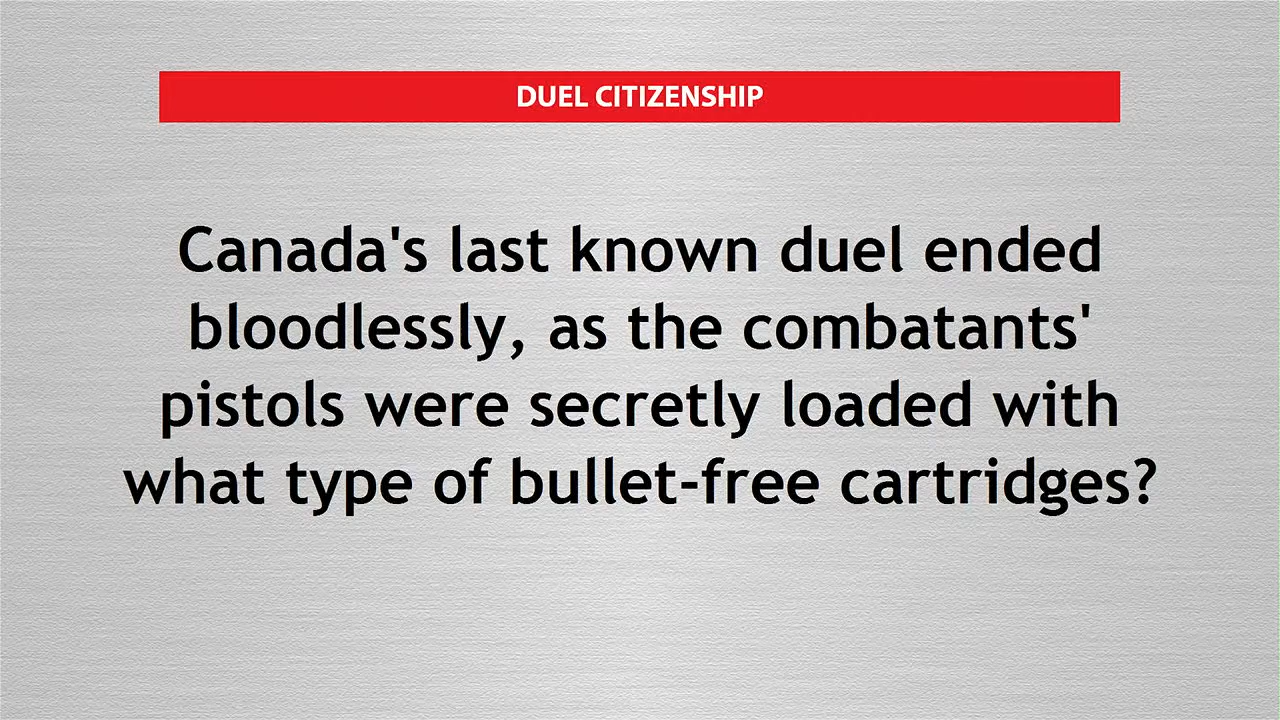 DUEL CITIZENSHIP
Canada's last known duel ended
bloodlessly, as the combatants'
pistols were secretly loaded with
what type of bullet-free cartridges?